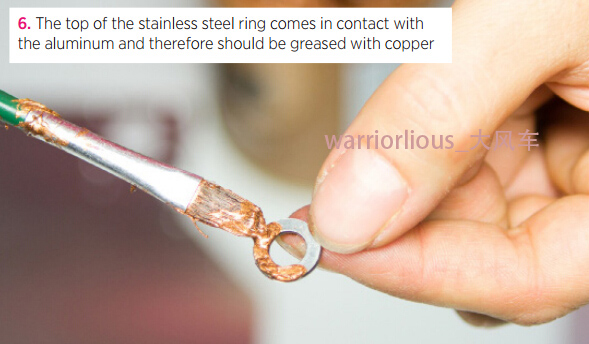 6. The top of the stainless steel ring comes in contact with
the aluminum and therefore should be greased with copper
warriorlious_大风车